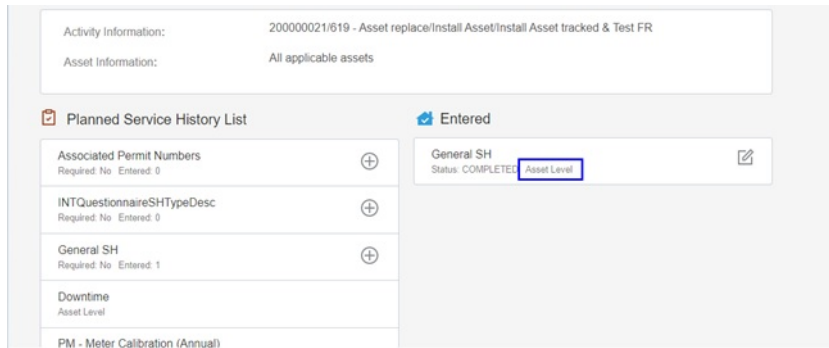 Activity Information: 200000021/619 - Asset replace/Install Asset/Install Asset tracked & Test FR
Asset Information: All applicable assets
Planned Service History List
Associated Permit Numbers
Required: No Entered: 0
INTQuestionnaireSHTypeDesc
Required: No Entered: 0
General SH
Required: No Entered: 1
Downtime
Asset Level
PM - Meter Calibration (Annual)
Entered
General SH
Status: COMPLETED Asset Level